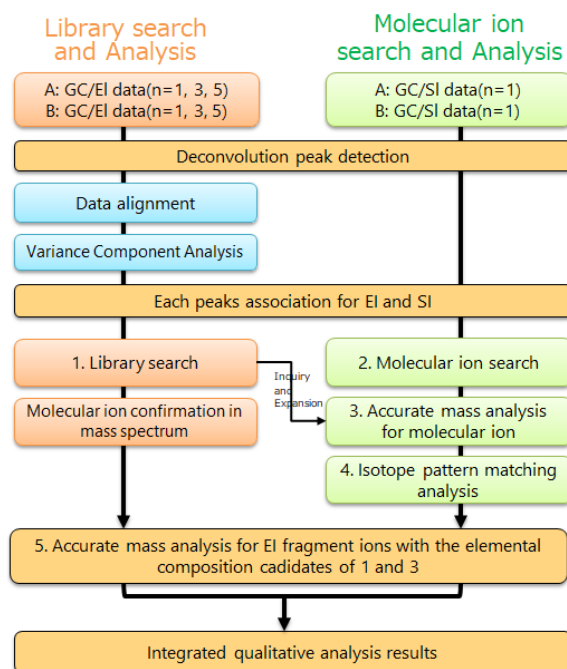 Library search
and Analysis
Molecular ion
search and Analysis
A: GC/EI data(n=1, 3, 5)
B: GC/EI data(n=1, 3, 5)
A: GC/SI data(n=1)
B: GC/SI data(n=1)
Deconvolution peak detection
Data alignment
Variance Component Analysis
Each peaks association for EI and SI
1. Library search
Inquiry
and
Expansion
2. Molecular ion search
Molecular ion confirmation in
mass spectrum
3. Accurate mass analysis
for molecular ion
4. Isotope pattern matching
analysis
5. Accurate mass analysis for EI fragment ions with the elemental
composition cadidates of 1 and 3
Integrated qualitative analysis results